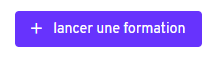 + lancer une formation